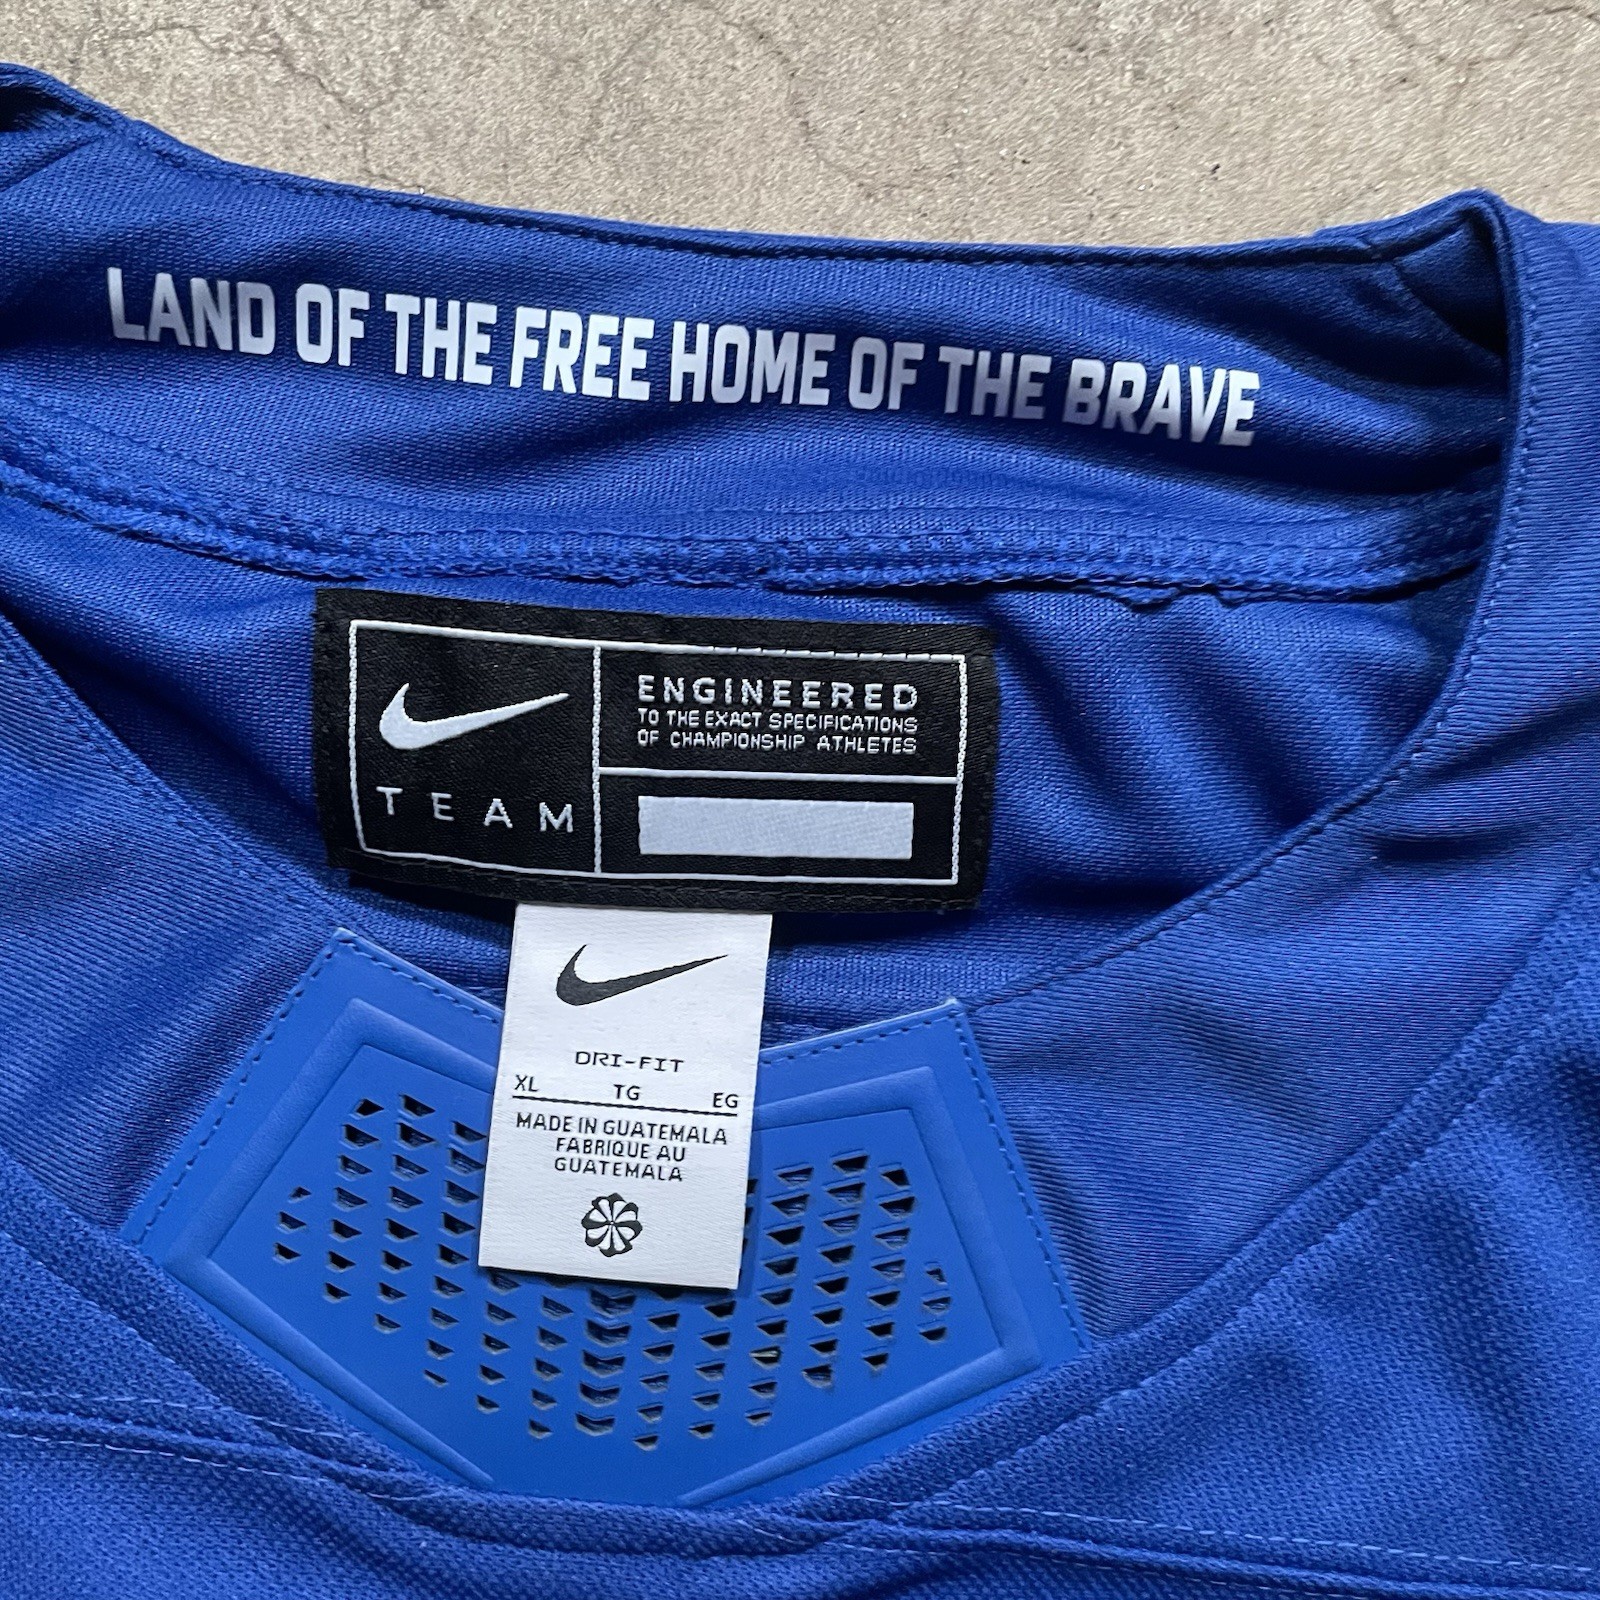 LAND OF THE FREE HOME OF THE BRAVE
TEAM
ENGINEERED
TO THE EXACT SPECIFICATIONS
OF CHAMPIONSHIP ATHLETES
DRI-FIT
XL TG EG
MADE IN GUATEMALA
FABRIQUE AU
GUATEMALA